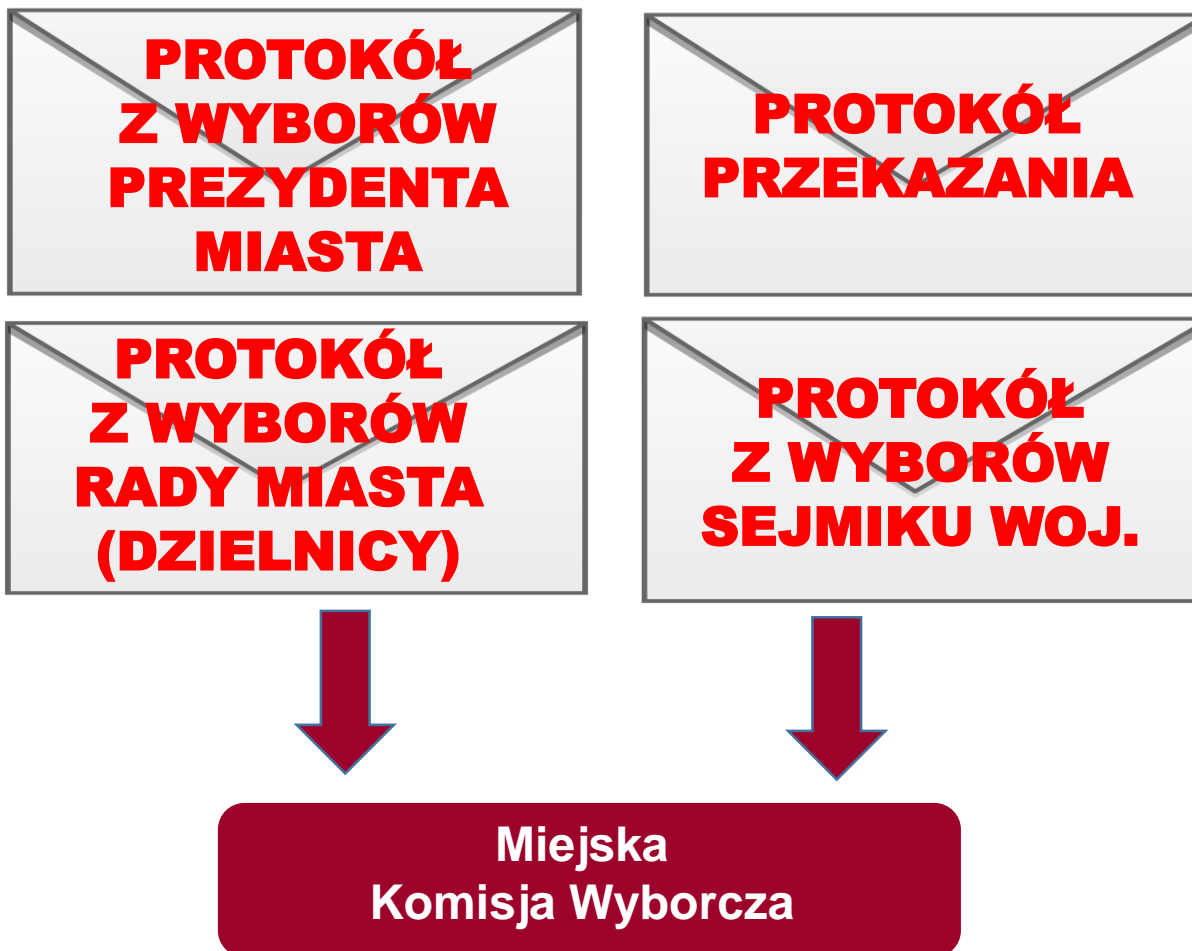 PROTOKÓŁ
Z WYBORÓW
PREZYDENTA
MIASTA
PROTOKÓŁ
PRZEKAZANIA
PROTOKÓŁ
Z WYBORÓW
RADY MIASTA
(DZIELNICY)
PROTOKÓŁ
Z WYBORÓW
SEJMIKU WOJ.
Miejska
Komisja Wyborcza